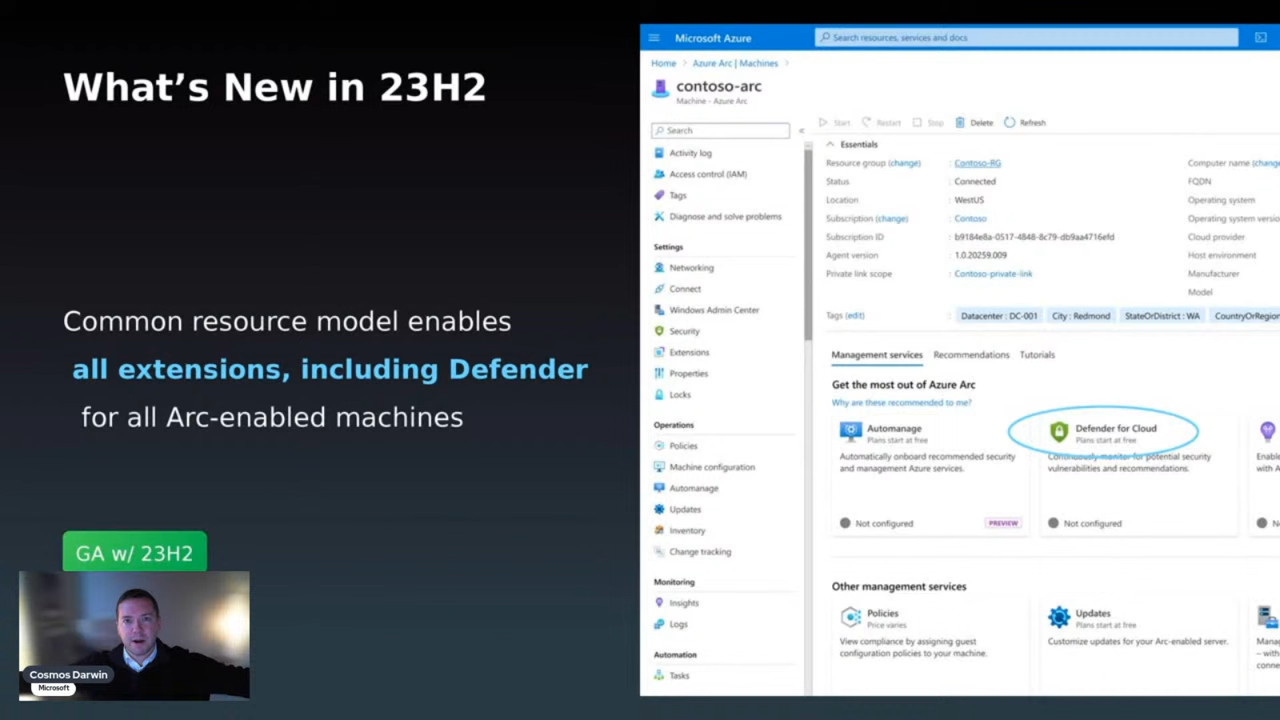 What's New in 23H2
Common resource model enables
all extensions, including Defender
for all Arc-enabled machines
GA w/ 23H2
Cosmos Darwin
Microsoft
Microsoft Azure
Search resources, services and docs
Home > Azure Arc | Machines >
contoso-arc
Machine - Azure Arc
Search
«
Start
Restart
Stop
Delete
Refresh
Activity log
Access control (IAM)
Tags
Diagnose and solve problems
Settings
Networking
Connect
Windows Admin Center
Security
Extensions
Properties
Locks
Operations
Policies
Machine configuration
Automanage
Updates
Inventory
Change tracking
Monitoring
Insights
Logs
Automation
Tasks
Essentials
Resource group (change) : Contoso-RG
Status : Connected
Location : WestUS
Subscription (change) : Contoso
Subscription ID : b9184e8a-0517-4848-8c79-db9aa4716efd
Agent version : 1.0.20259.009
Private link scope : Contoso-private-link
Computer name (change
FQDN
Operating system
Operating system versio
Cloud provider
Host environment
Manufacturer
Model
Tags (edit) : Datacenter : DC-001 City : Redmond StateOrDistrict : WA CountryOrRegion
Management services Recommendations Tutorials
Get the most out of Azure Arc
Why are these recommended to me?
Automanage
Plans start at free
Automatically onboard recommended security
and management Azure services.
Not configured
PREVIEW
Defender for Cloud
Plans start at free
Continuously monitor for potential security
vulnerabilities and recommendations.
Not configured
Enable
with A
Other management services
Policies
Price varies
View compliance by assigning guest
configuration policies to your machine.
Updates
Plans start at free
Customize updates for your Arc-enabled server.
Manag
– with
conne